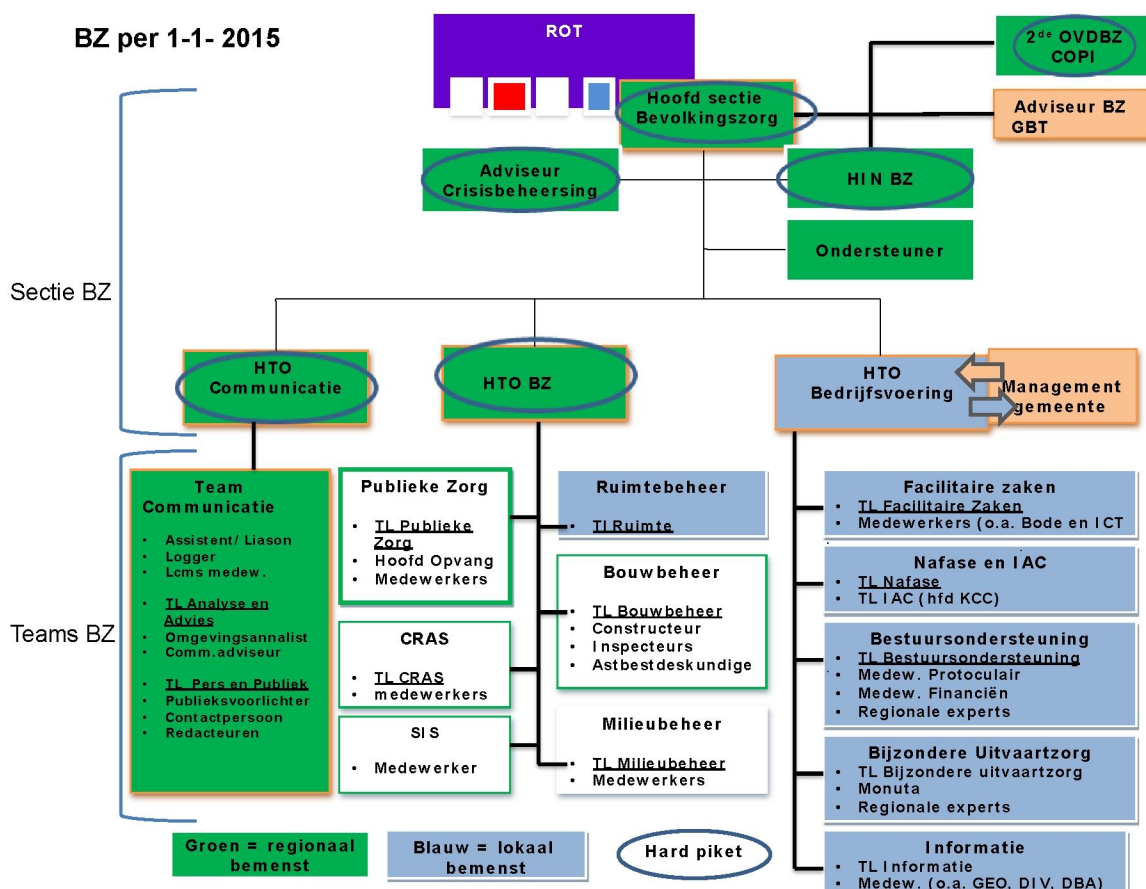 BZ per 1-1- 2015
ROT
2de OVDBZ
COPI
Hoofd sectie
Bevolkingszorg
Adviseur BZ
GBT
Adviseur
Crisisbeheersing
HIN BZ
Ondersteuner
Sectie BZ
HTO
Communicatie
HTO BZ
HTO
Bedrijfsvoering
Management
gemeente
Teams BZ
Team
Communicatie
• Assistent/ Liason
• Logger
• Lcms medew.
• TL Analyse en
Advies
• Omgevingsannalist
• Comm.adviseur
• TL Pers en Publiek
• Publieksvoorlichter
• Contactpersoon
• Redacteuren
Publieke Zorg
• TL Publieke
Zorg
• Hoofd Opvang
• Medewerkers
CRAS
• TL CRAS
• medewerkers
SIS
• Medewerker
Ruimtebeheer
• Tl Ruimte
Bouwbeheer
• TL Bouwbeheer
• Constructeur
• Inspecteurs
• Astbestdeskundige
Milieubeheer
• TL Milieubeheer
• Medewerkers
Facilitaire zaken
• TL Facilitaire Zaken
• Medewerkers (o.a. Bode en ICT
Nafase en IAC
• TL Nafase
• TL IAC (hfd KCC)
Bestuursondersteuning
• TL Bestuursondersteuning
• Medew. Protoculair
• Medew. Financiën
• Regionale experts
Bijzondere Uitvaartzorg
• TL Bijzondere uitvaartzorg
• Monuta
• Regionale experts
Informatie
• TL Informatie
• Medew. (o.a. GEO, DIV, DBA)
Groen = regionaal
bemenst
Blauw = lokaal
bemenst
Hard piket